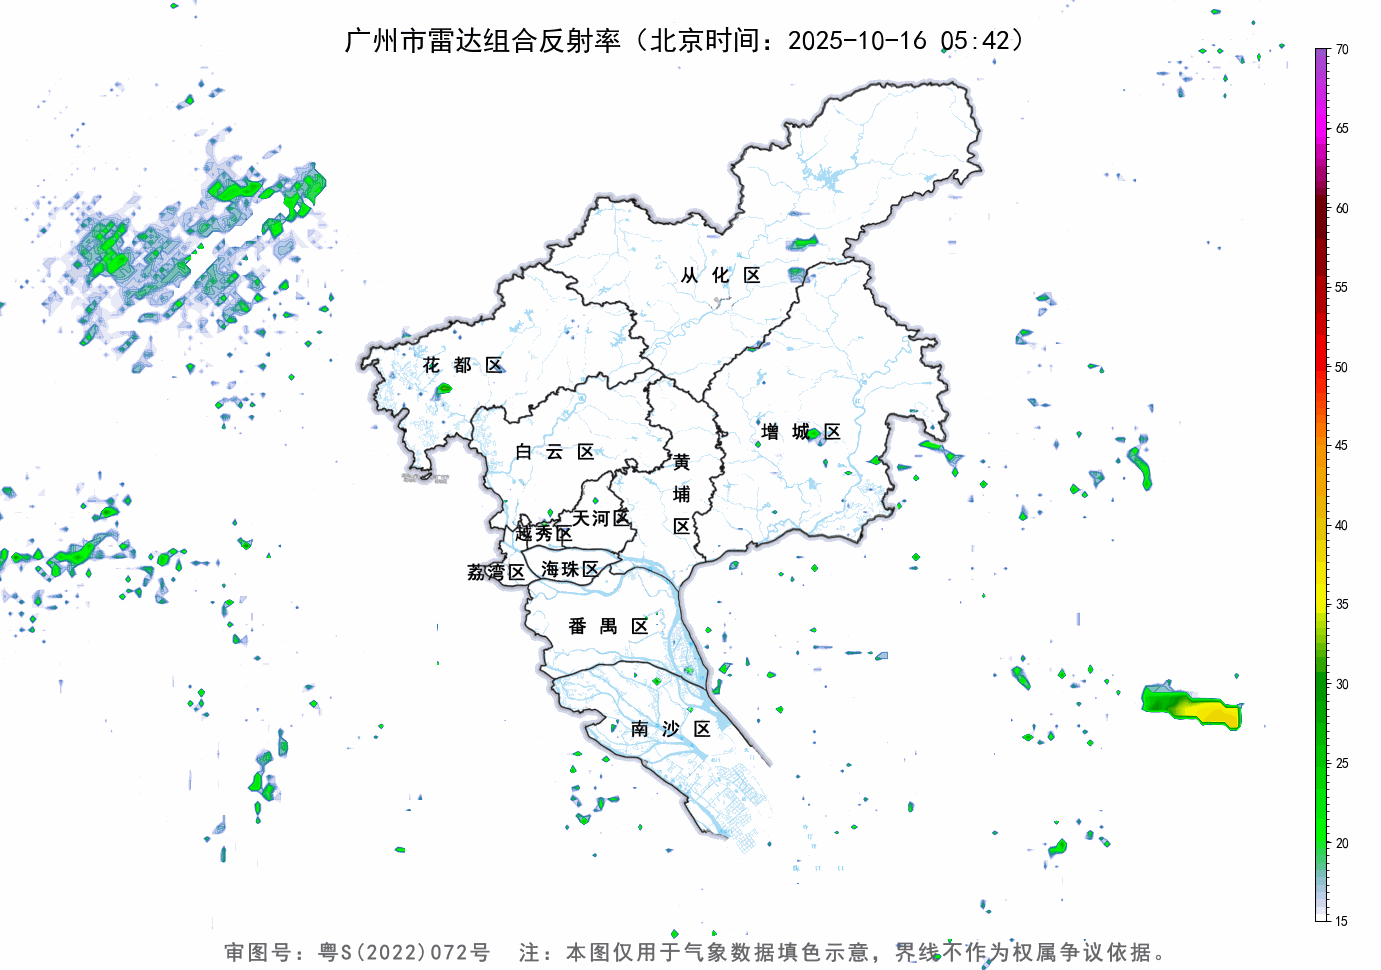 广州市雷达组合反射率（北京时间：2025-10-16 05:42）
70
65
60
55
50
45
40
35
30
25
20
15
从化区
花都区
增城区
白云区
黄埔区
天河区
越秀区
荔湾区
海珠区
番禺区
南沙区
审图号：粤S(2022)072号 注：本图仅用于气象数据填色示意，界线不作为权属争议依据。